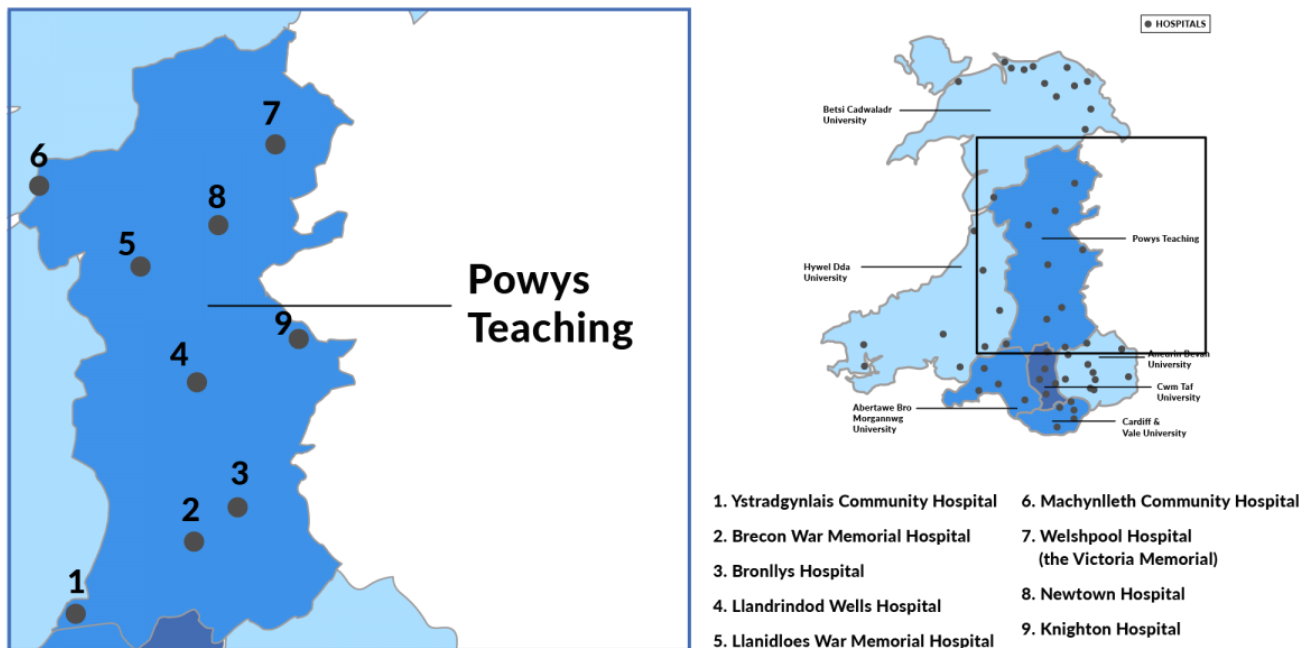 7
6
8
5
Powys
Teaching
9
4
3
2
1
HOSPITALS
Betsi Cadwaladr
University
Powys Teaching
Hywel Dda
University
Aneurin Bevan
University
Cwm Taf
University
Abertawe Bro
Morgannwg
University
Cardiff &
Vale University
1. Ystradgynlais Community Hospital
2. Brecon War Memorial Hospital
3. Bronllys Hospital
4. Llandrindod Wells Hospital
5. Llanidloes War Memorial Hospital
6. Machynlleth Community Hospital
7. Welshpool Hospital
(the Victoria Memorial)
8. Newtown Hospital
9. Knighton Hospital